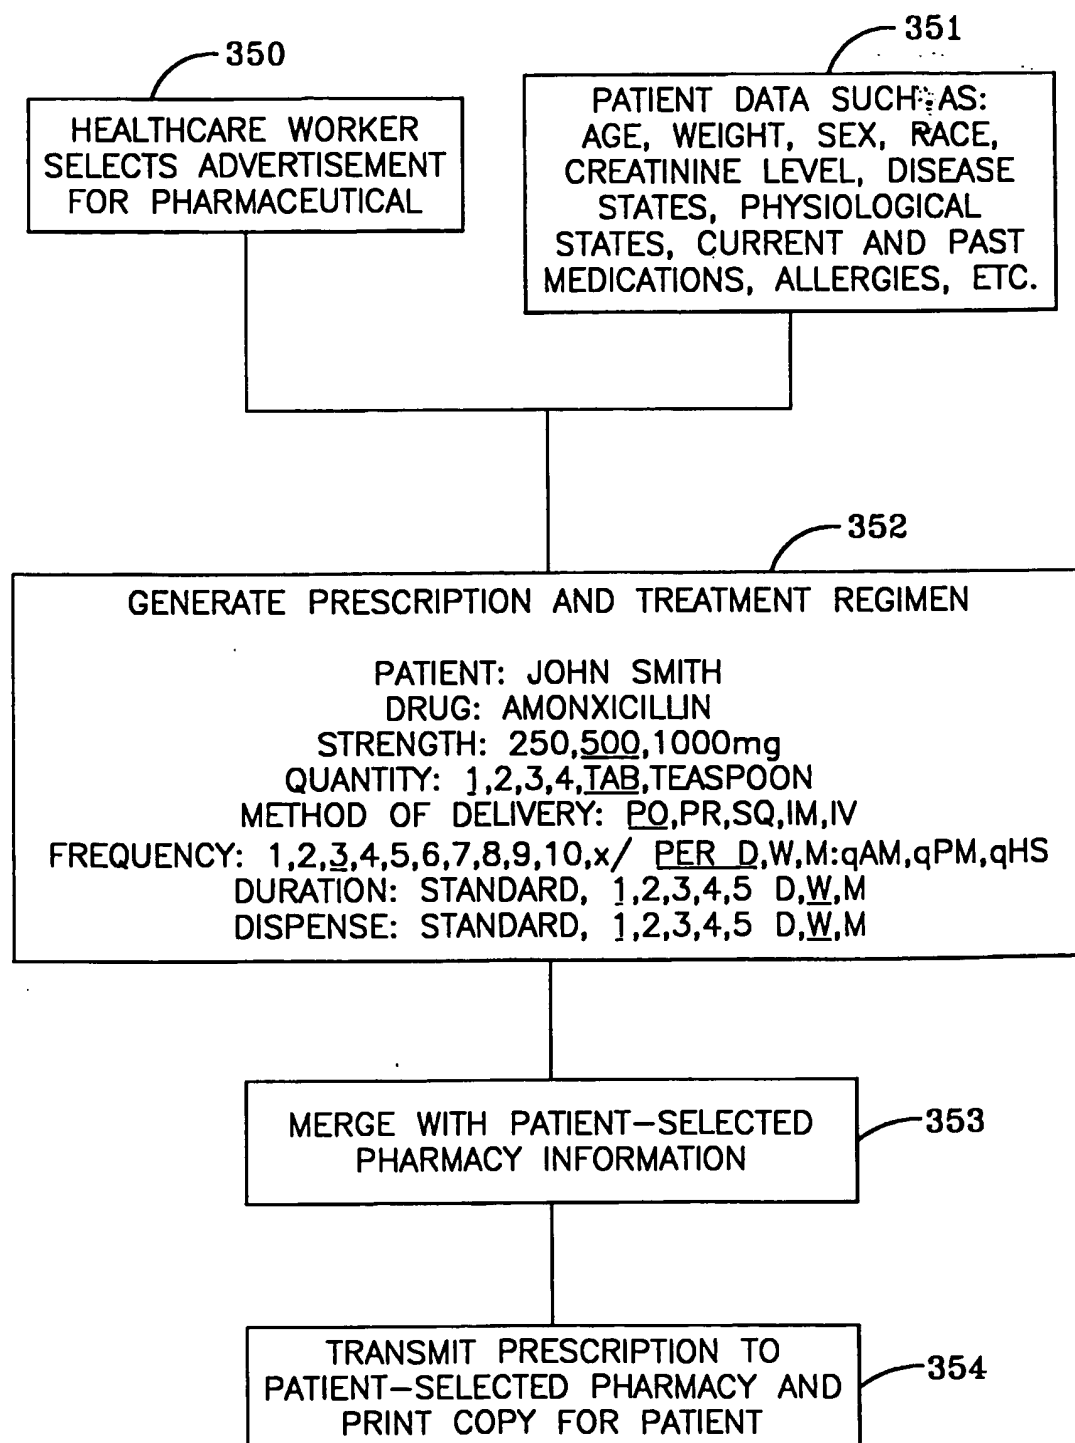 350
HEALTHCARE WORKER
SELECTS ADVERTISEMENT
FOR PHARMACEUTICAL
351
PATIENT DATA SUCH AS:
AGE, WEIGHT, SEX, RACE,
CREATININE LEVEL, DISEASE
STATES, PHYSIOLOGICAL
STATES, CURRENT AND PAST
MEDICATIONS, ALLERGIES, ETC.
352
GENERATE PRESCRIPTION AND TREATMENT REGIMEN
PATIENT: JOHN SMITH
DRUG: AMONXICILLIN
STRENGTH: 250,500,1000mg
QUANTITY: 1,2,3,4,TAB,TEASPOON
METHOD OF DELIVERY: PO,PR,SQ,IM,IV
FREQUENCY: 1,2,3,4,5,6,7,8,9,10,x/ PER D,W,M:qAM,qPM,qHS
DURATION: STANDARD, 1,2,3,4,5 D,W,M
DISPENSE: STANDARD, 1,2,3,4,5 D,W,M
MERGE WITH PATIENT-SELECTED
PHARMACY INFORMATION
353
TRANSMIT PRESCRIPTION TO
PATIENT-SELECTED PHARMACY AND
PRINT COPY FOR PATIENT
354